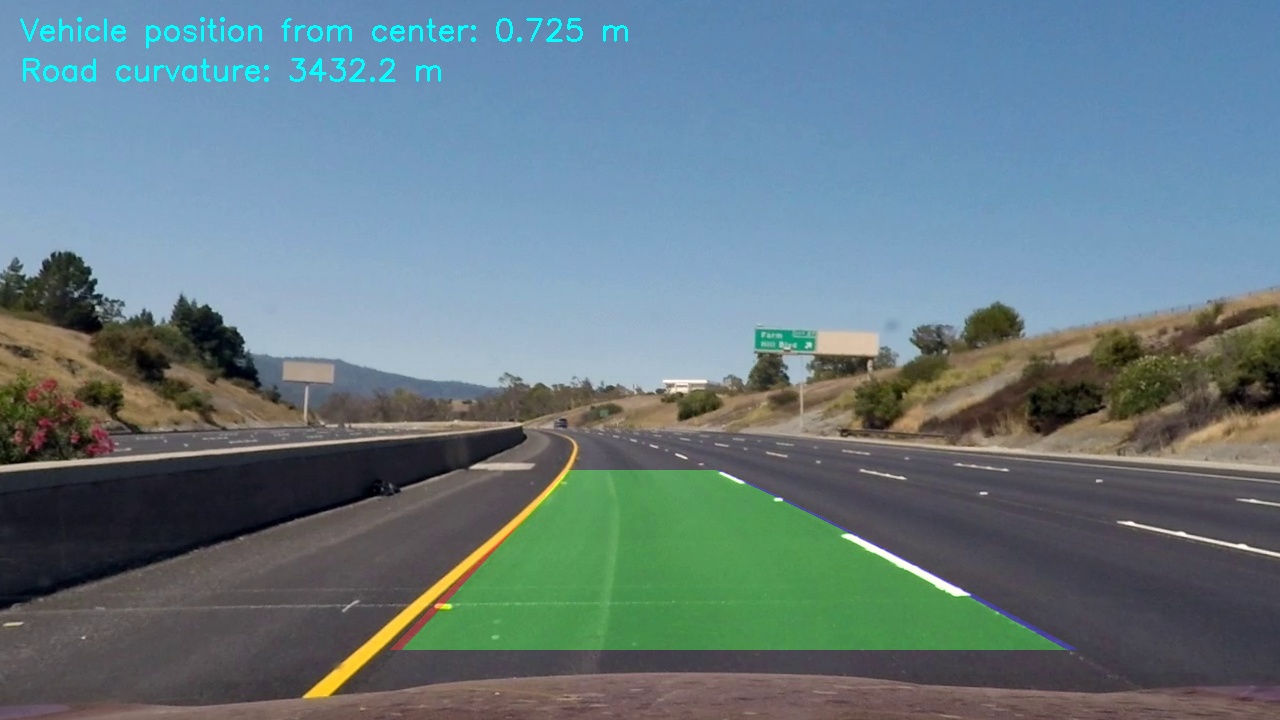 Vehicle position from center: 0.725 m
Road curvature: 3432.2 m
Farm
Hill Blvd